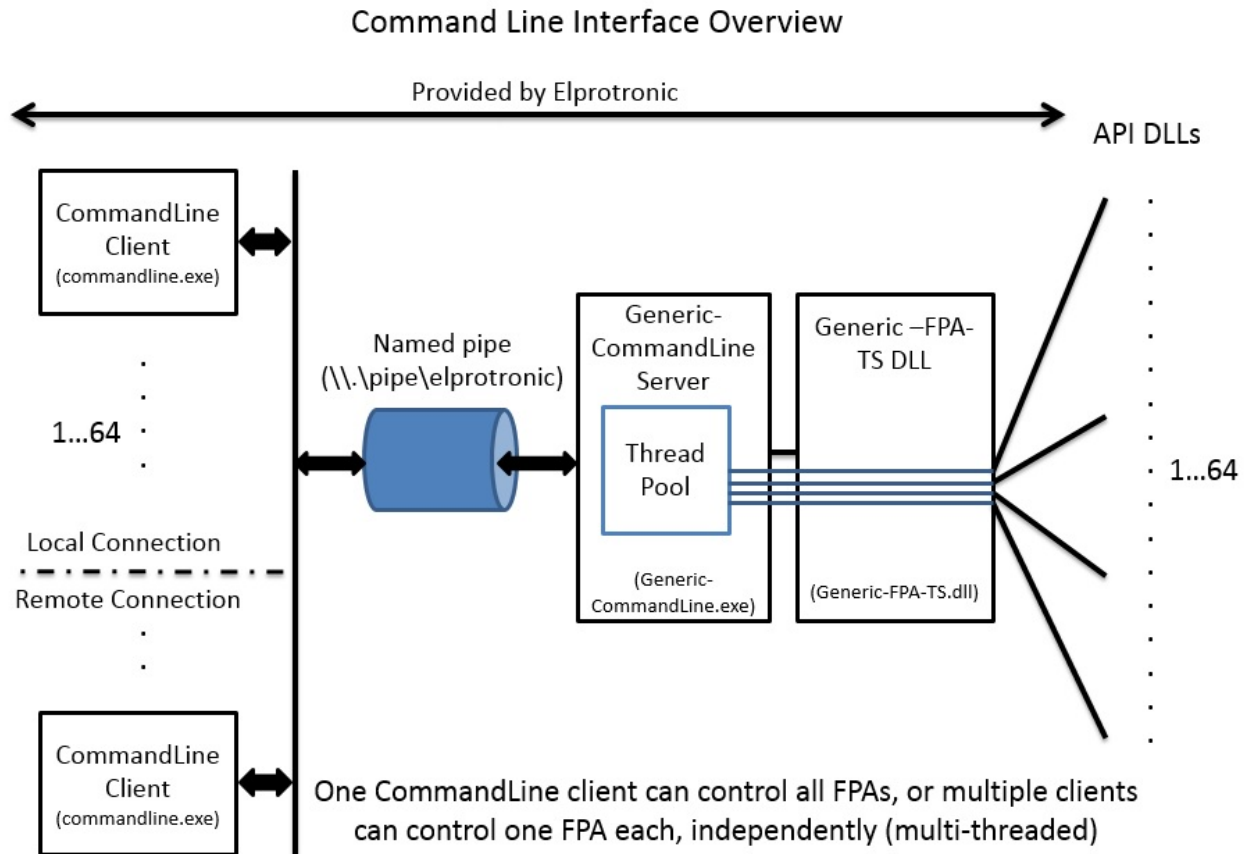 Command Line Interface Overview
Provided by Elprotronic
API DLLs
CommandLine
Client
(commandline.exe)
1...64
Local Connection
Remote Connection
CommandLine
Client
(commandline.exe)
Named pipe
(\\.\pipe\elprotronic)
Generic-
CommandLine
Server
Thread
Pool
(Generic-
CommandLine.exe)
Generic –FPA-
TS DLL
(Generic-FPA-TS.dll)
1...64
One CommandLine client can control all FPAs, or multiple clients
can control one FPA each, independently (multi-threaded)